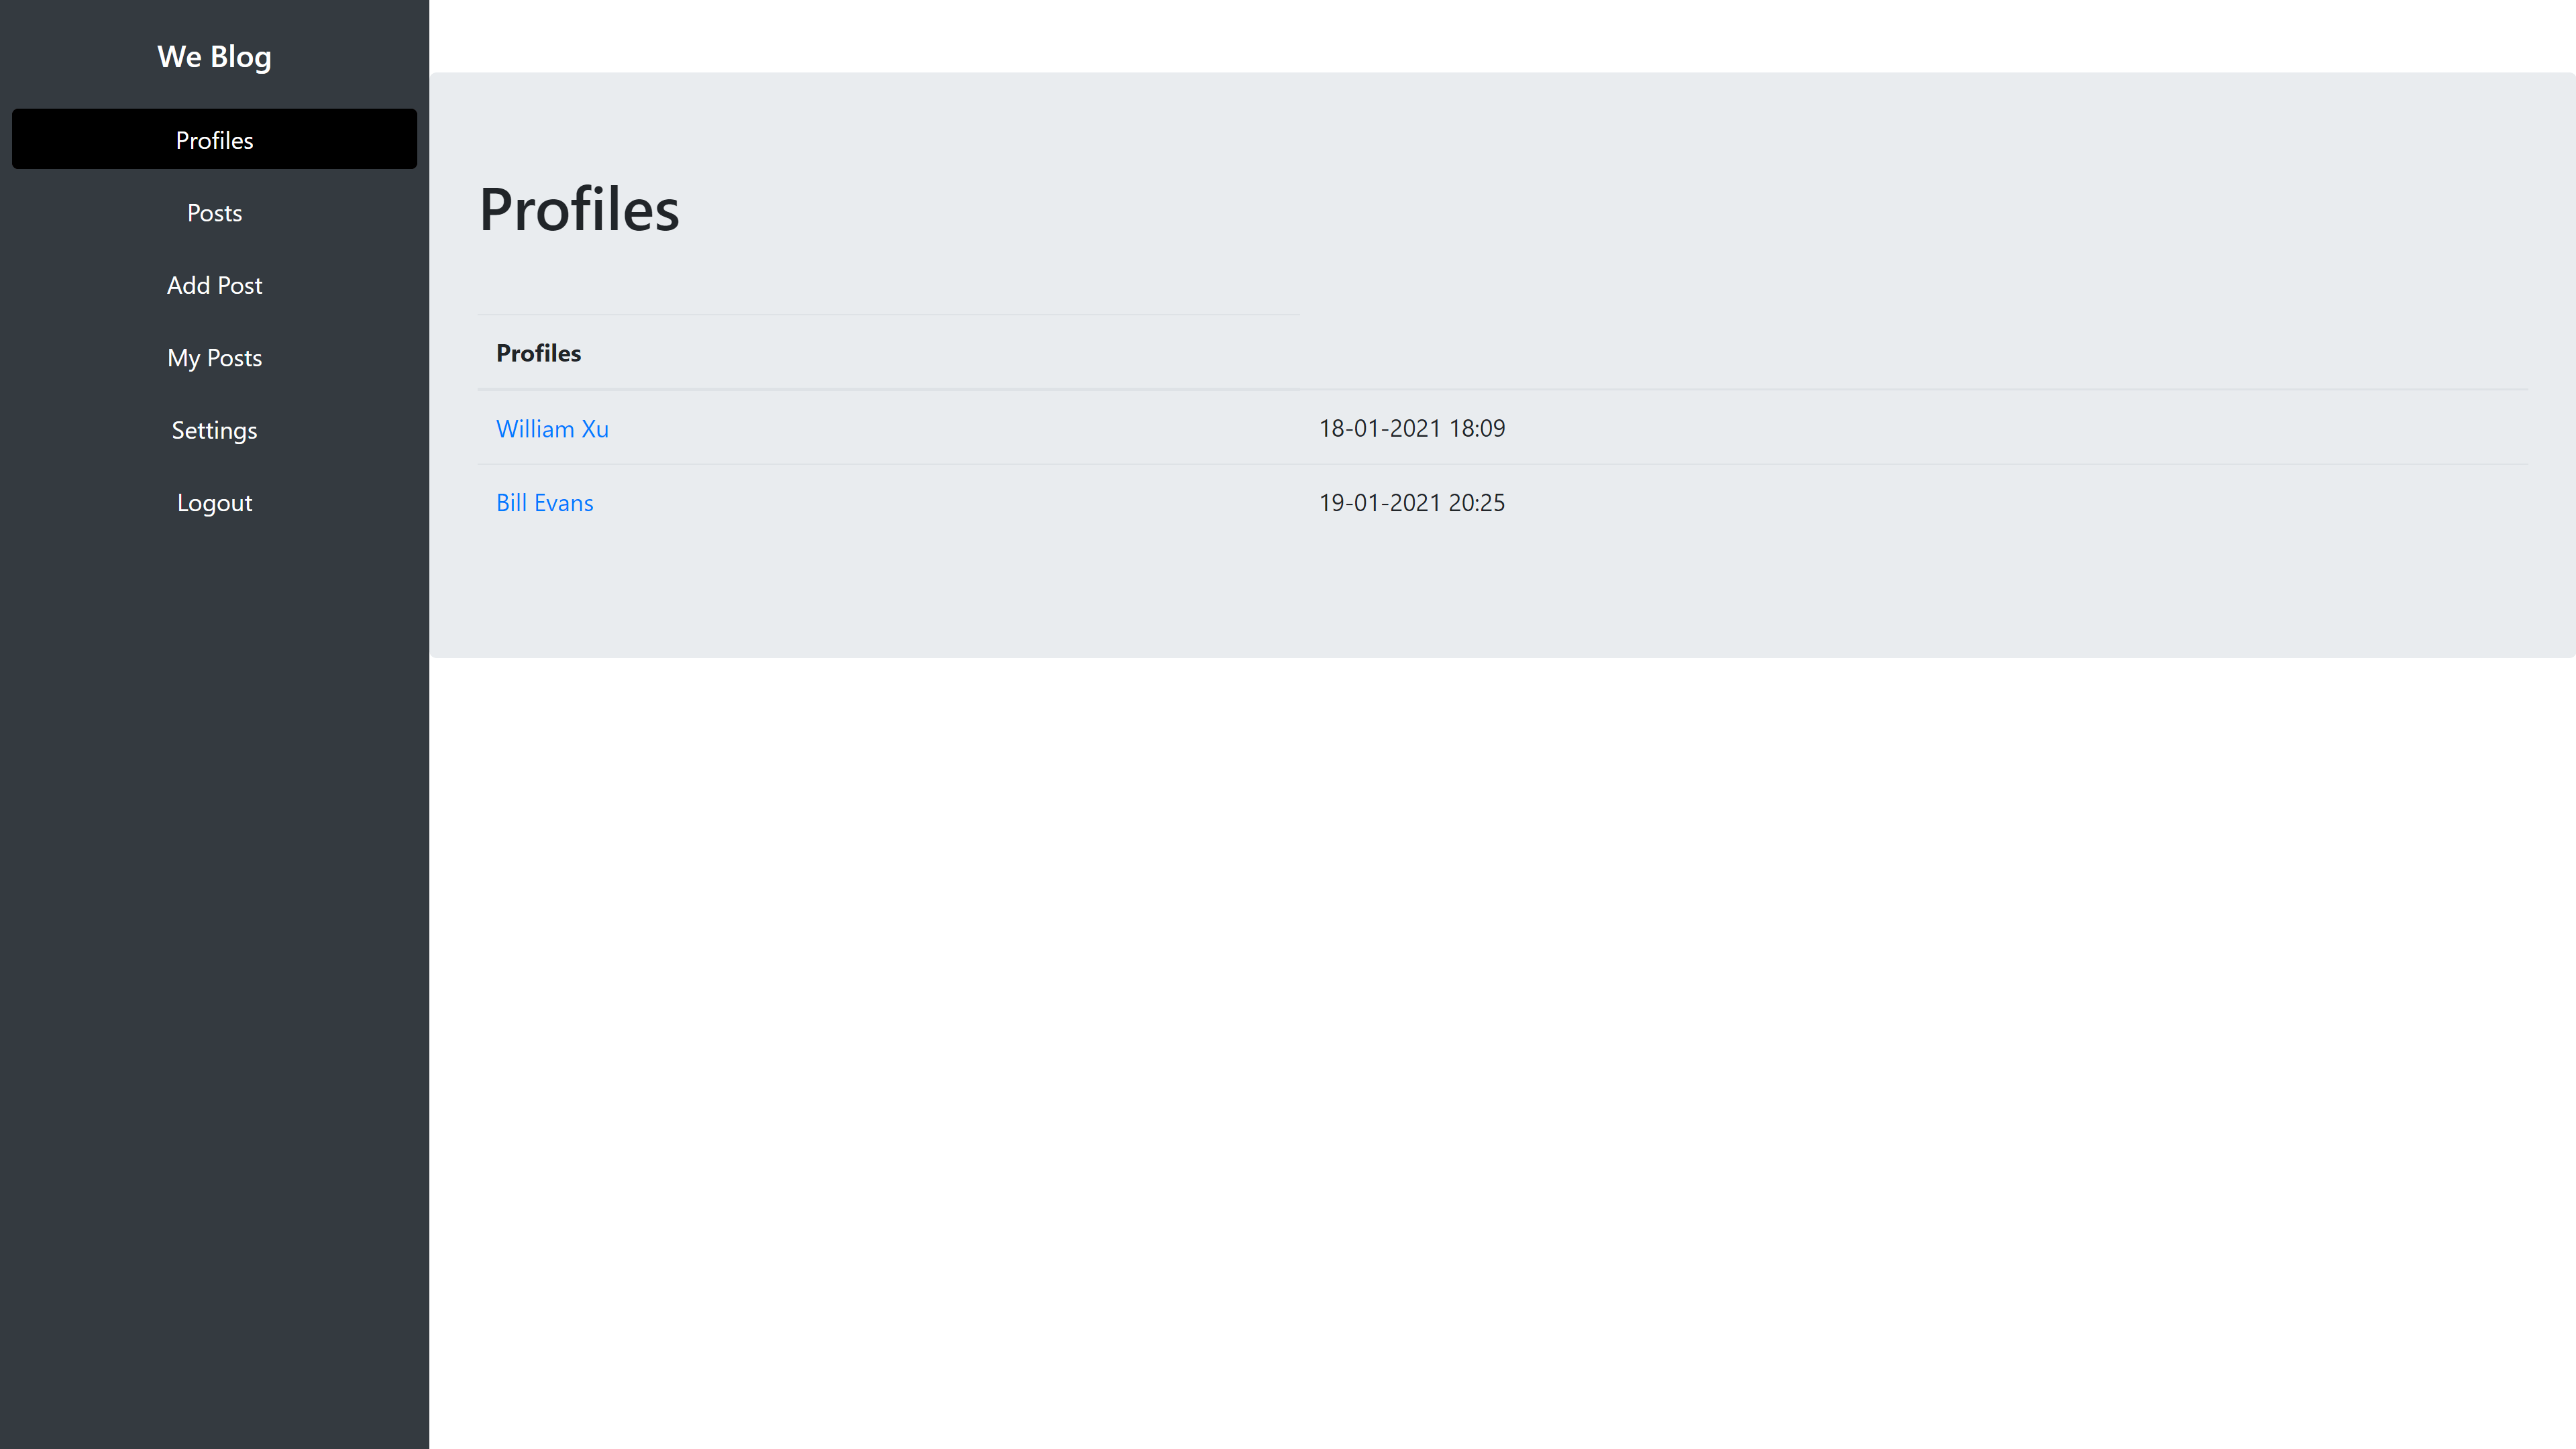 We Blog
Profiles
Posts
Add Post
My Posts
Settings
Logout
Profiles
Profiles
William Xu 18-01-2021 18:09
Bill Evans 19-01-2021 20:25